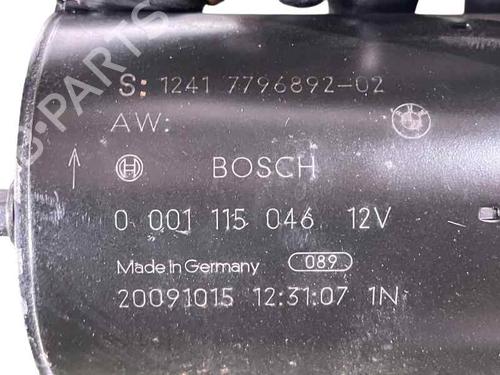 S: 1241 7796892-02
AW:
BOSCH
0 001 115 046 12V
Made in Germany 089
20091015 12:31:07 1N
B-PARTS